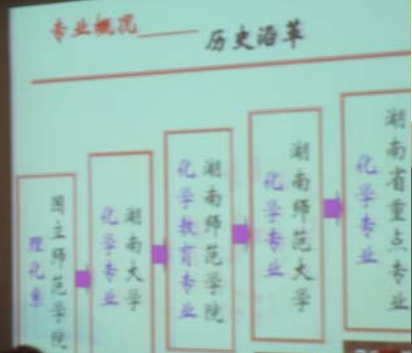 专业概况
历史沿革
国立师范学院
理化系
湖南大学
化学专业
湖南师范学院
化学教育专业
湖南师范大学
化学专业
湖南省重点专业
化学专业